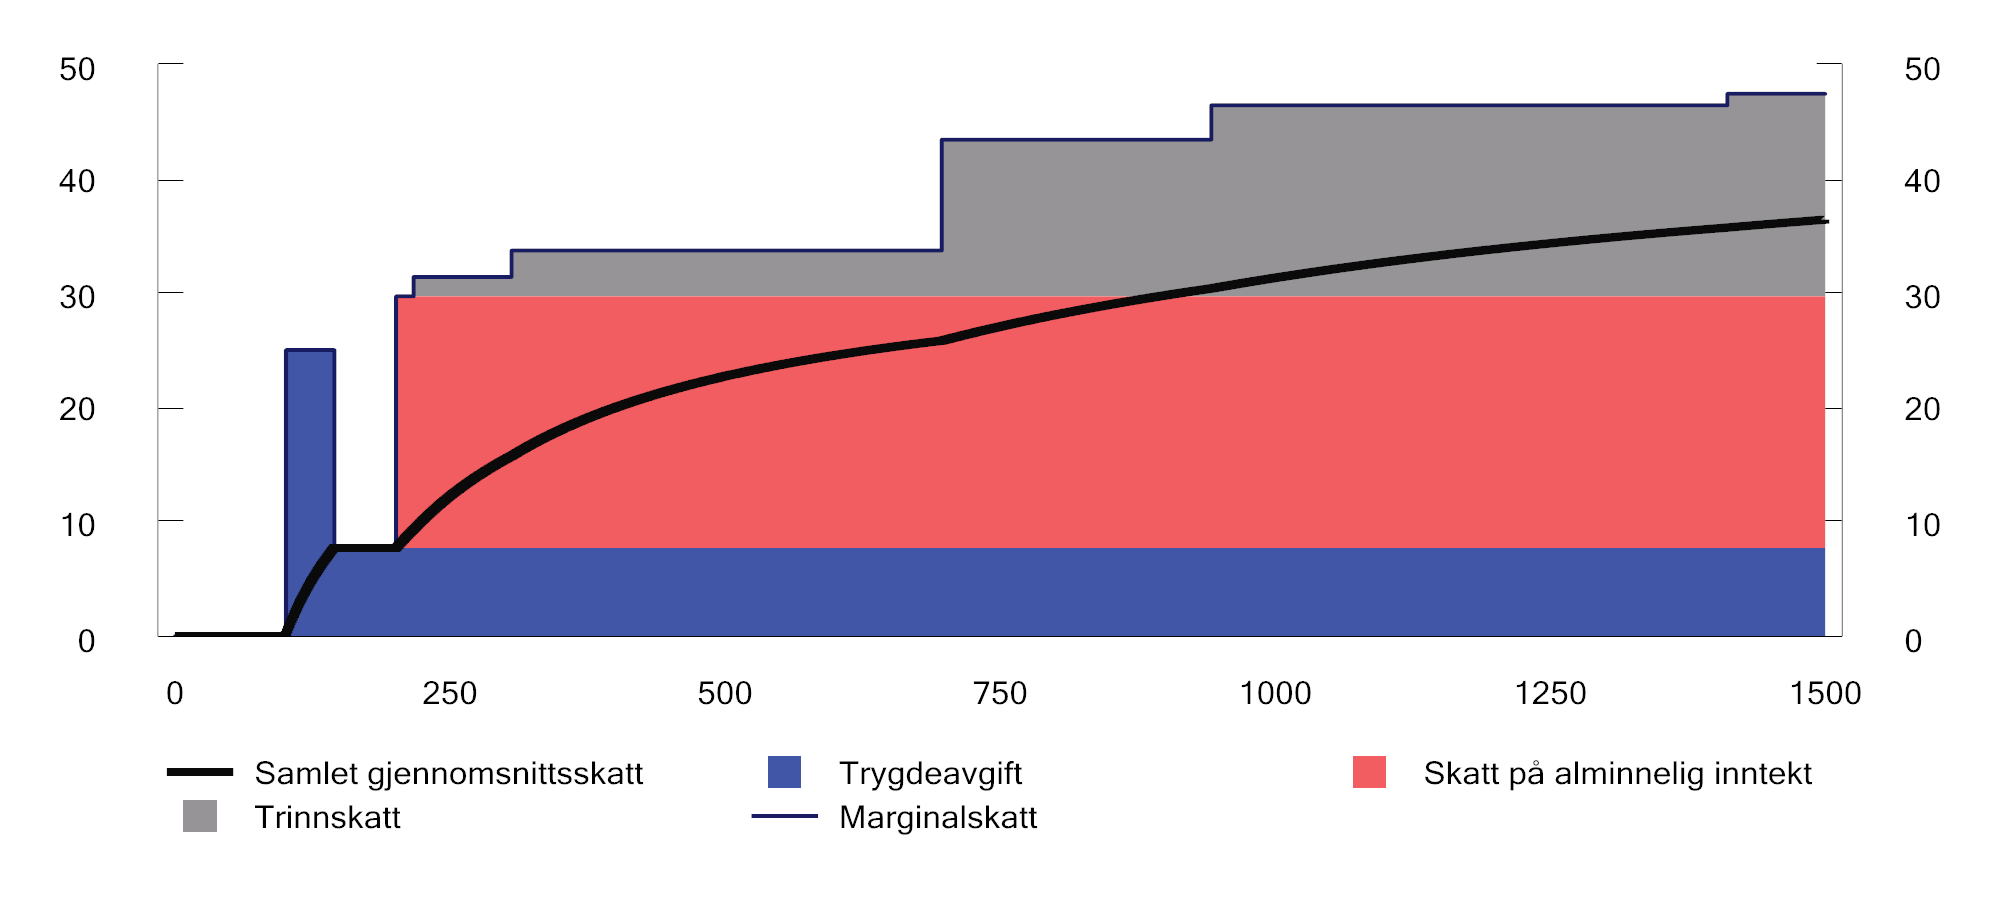 50 50
40 40
30 30
20 20
10 10
0 0
0 250 500 750 1000 1250 1500
Samlet gjennomsnittsskatt Trygdeavgift Skatt på alminnelig inntekt
Trinnskatt Marginalskatt